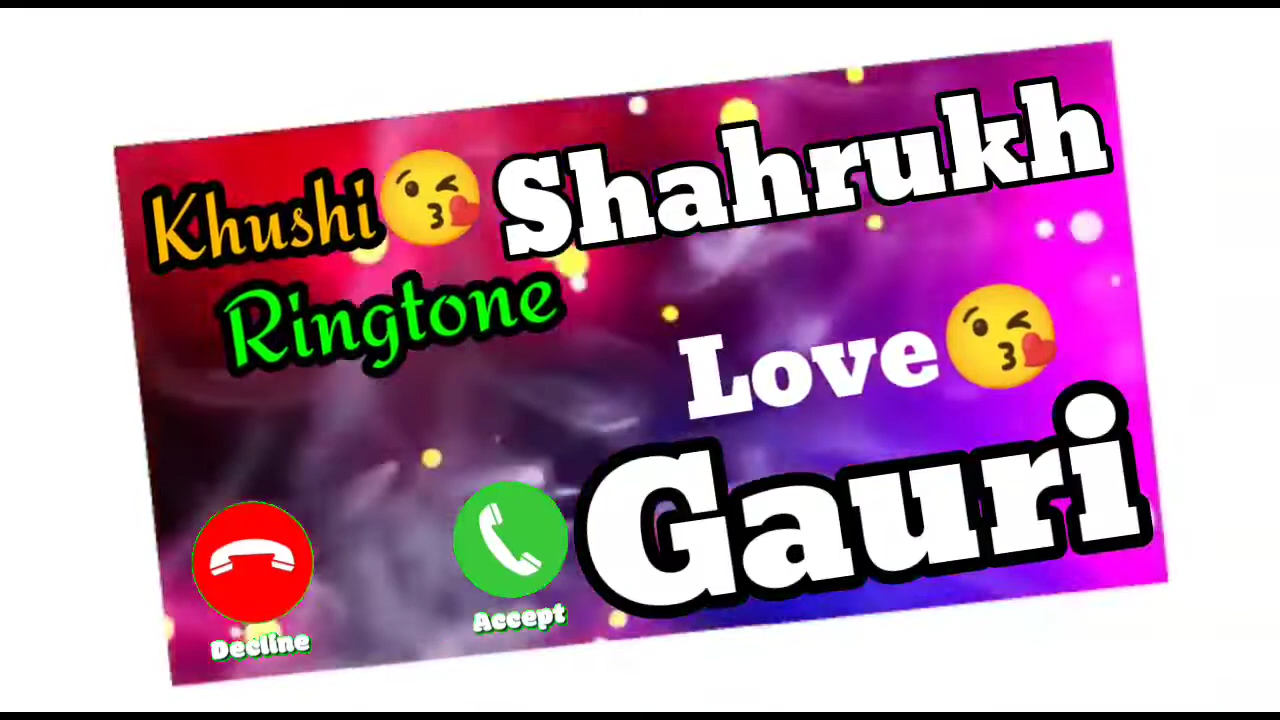 Khushi😘 Shahrukh
Ringtone
Love😘
Gauri
Decline
Accept